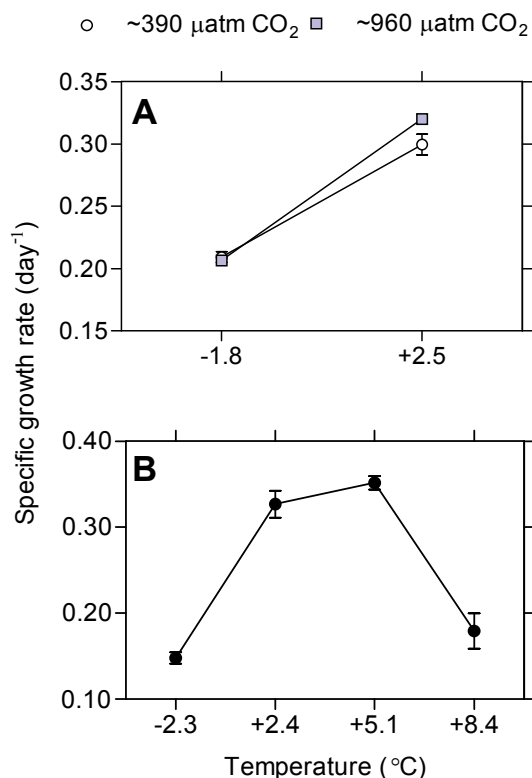 ~390 µatm CO₂ ~960 µatm CO₂
A
0.35
0.30
0.25
0.20
0.15
-1.8 +2.5
Specific growth rate (day⁻¹)
B
0.40
0.30
0.20
0.10
-2.3 +2.4 +5.1 +8.4
Temperature (°C)